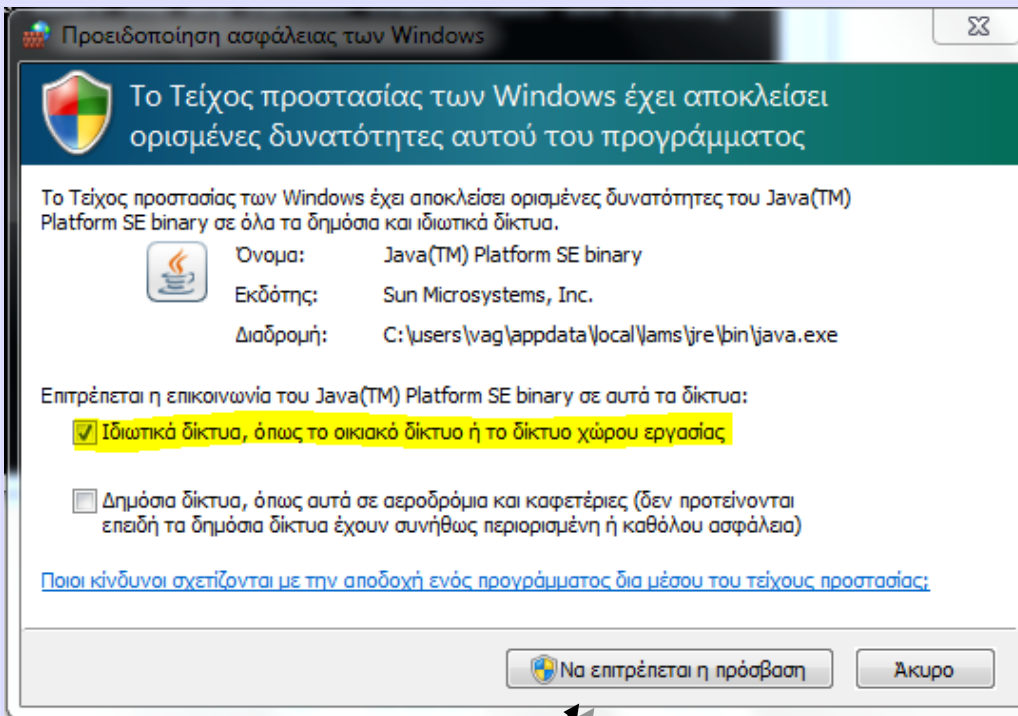 Προειδοποίηση ασφάλειας των Windows
Το Τείχος προστασίας των Windows έχει αποκλείσει
ορισμένες δυνατότητες αυτού του προγράμματος
Το Τείχος προστασίας των Windows έχει αποκλείσει ορισμένες δυνατότητες του Java(TM)
Platform SE binary σε όλα τα δημόσια και ιδιωτικά δίκτυα.
Όνομα: Java(TM) Platform SE binary
Εκδότης: Sun Microsystems, Inc.
Διαδρομή: C:\users\vag\appdata\local\lams\jre\bin\java.exe
Επιτρέπεται η επικοινωνία του Java(TM) Platform SE binary σε αυτά τα δίκτυα:
Ιδιωτικά δίκτυα, όπως το οικιακό δίκτυο ή το δίκτυο χώρου εργασίας
Δημόσια δίκτυα, όπως αυτά σε αεροδρόμια και καφετέριες (δεν προτείνονται
επειδή τα δημόσια δίκτυα έχουν συνήθως περιορισμένη ή καθόλου ασφάλεια)
Ποιοι κίνδυνοι σχετίζονται με την αποδοχή ενός προγράμματος δια μέσου του τείχους προστασίας;
Να επιτρέπεται η πρόσβαση
Άκυρο